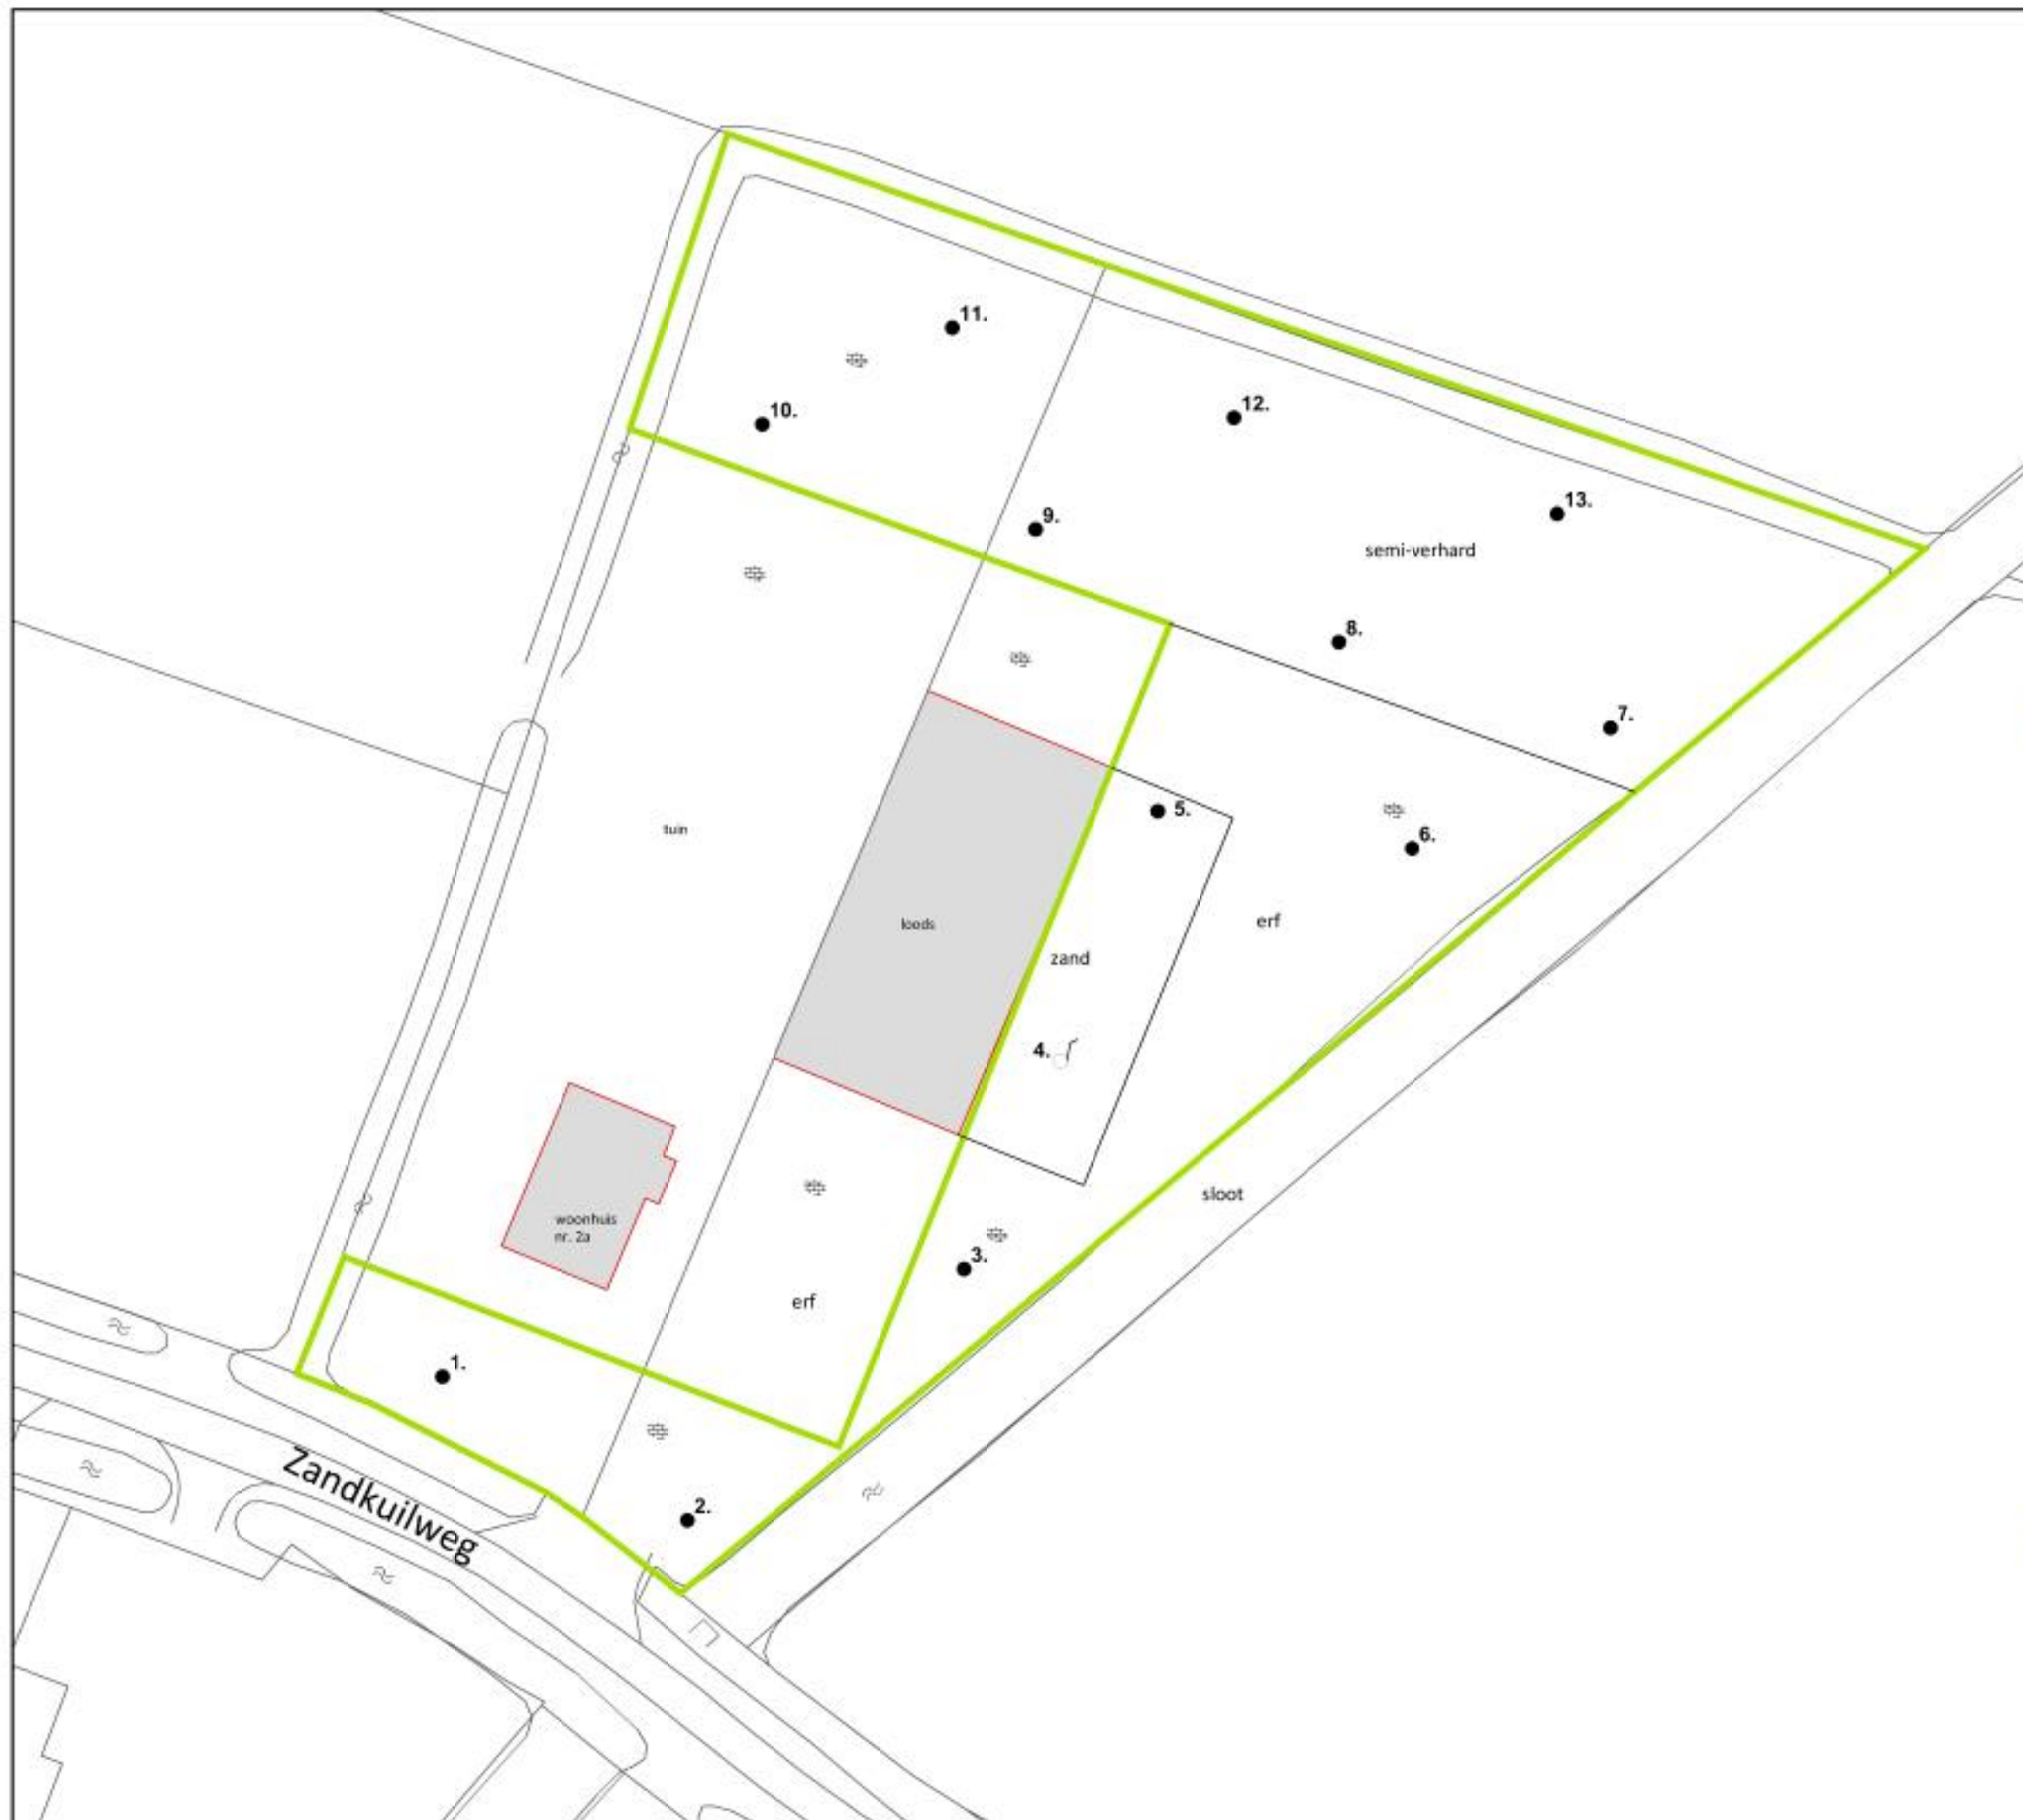 11.
10.
12.
13.
9.
semi-verhard
8.
7.
5.
6.
tuin
loods
erf
zand
4.
sloot
woonhuis
nr. 2a
3.
erf
1.
Zandkuilweg
2.